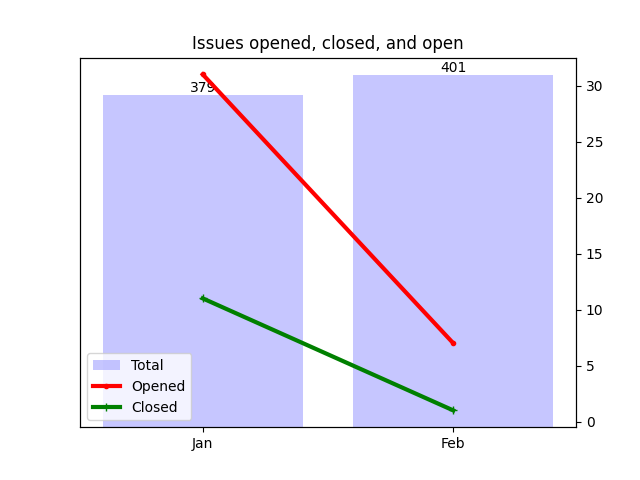 Issues opened, closed, and open
379
401
30
25
20
15
10
5
0
Total
Opened
Closed
Jan
Feb